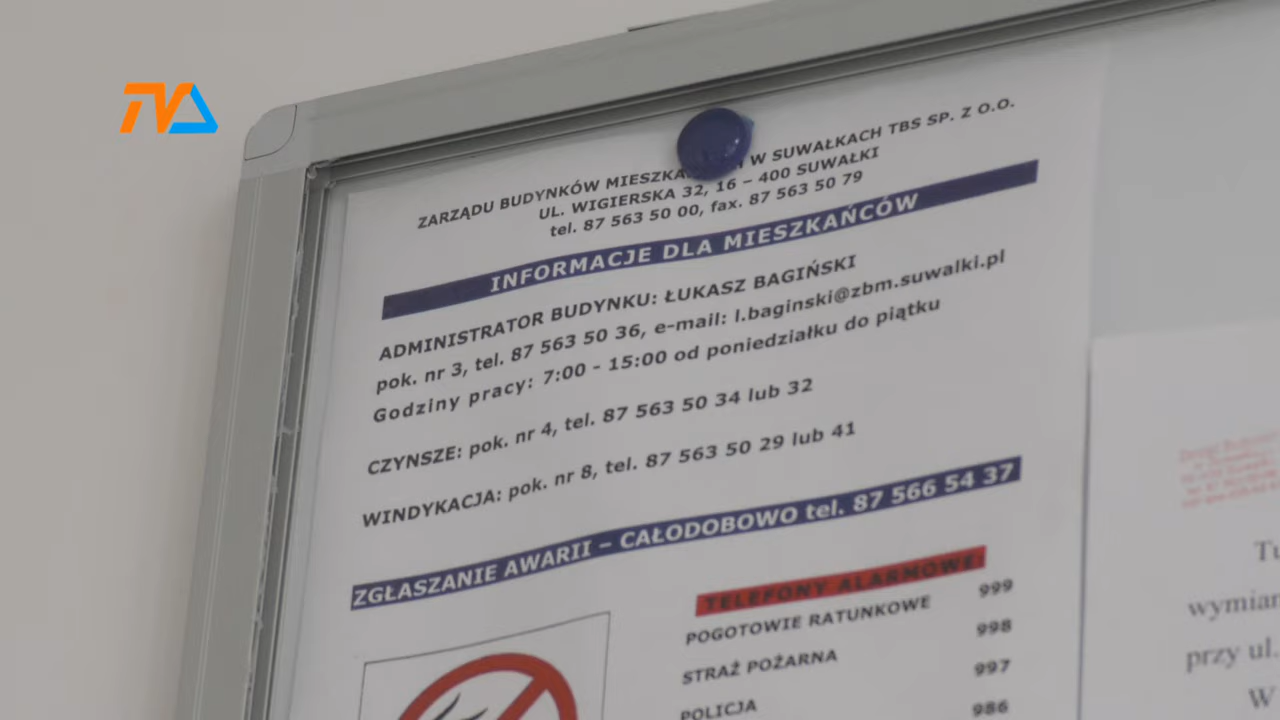 TVA
ZARZĄDU BUDYNKÓW W SUWAŁKACH TBS SP. Z O.O.
UL. WIGIERSKA 32, 16 – 400 SUWAŁKI
tel. 87 563 50 00, fax. 87 563 50 79
INFORMACJE DLA MIESZKAŃCÓW
ADMINISTRATOR BUDYNKU: ŁUKASZ BAGIŃSKI
pok. nr 3, tel. 87 563 50 36, e-mail: l.baginski@zbm.suwalki.pl
Godziny pracy: 7:00 - 15:00 od poniedziałku do piątku
CZYNSZE: pok. nr 4, tel. 87 563 50 34 lub 32
WINDYKACJA: pok. nr 8, tel. 87 563 50 29 lub 41
ZGŁASZANIE AWARII – CAŁODOBOWO tel. 87 566 54 37
TELEFONY ALARMOWE:
POGOTOWIE RATUNKOWE 999
STRAŻ POŻARNA 998
POLICJA 997
986
przy ul.
W